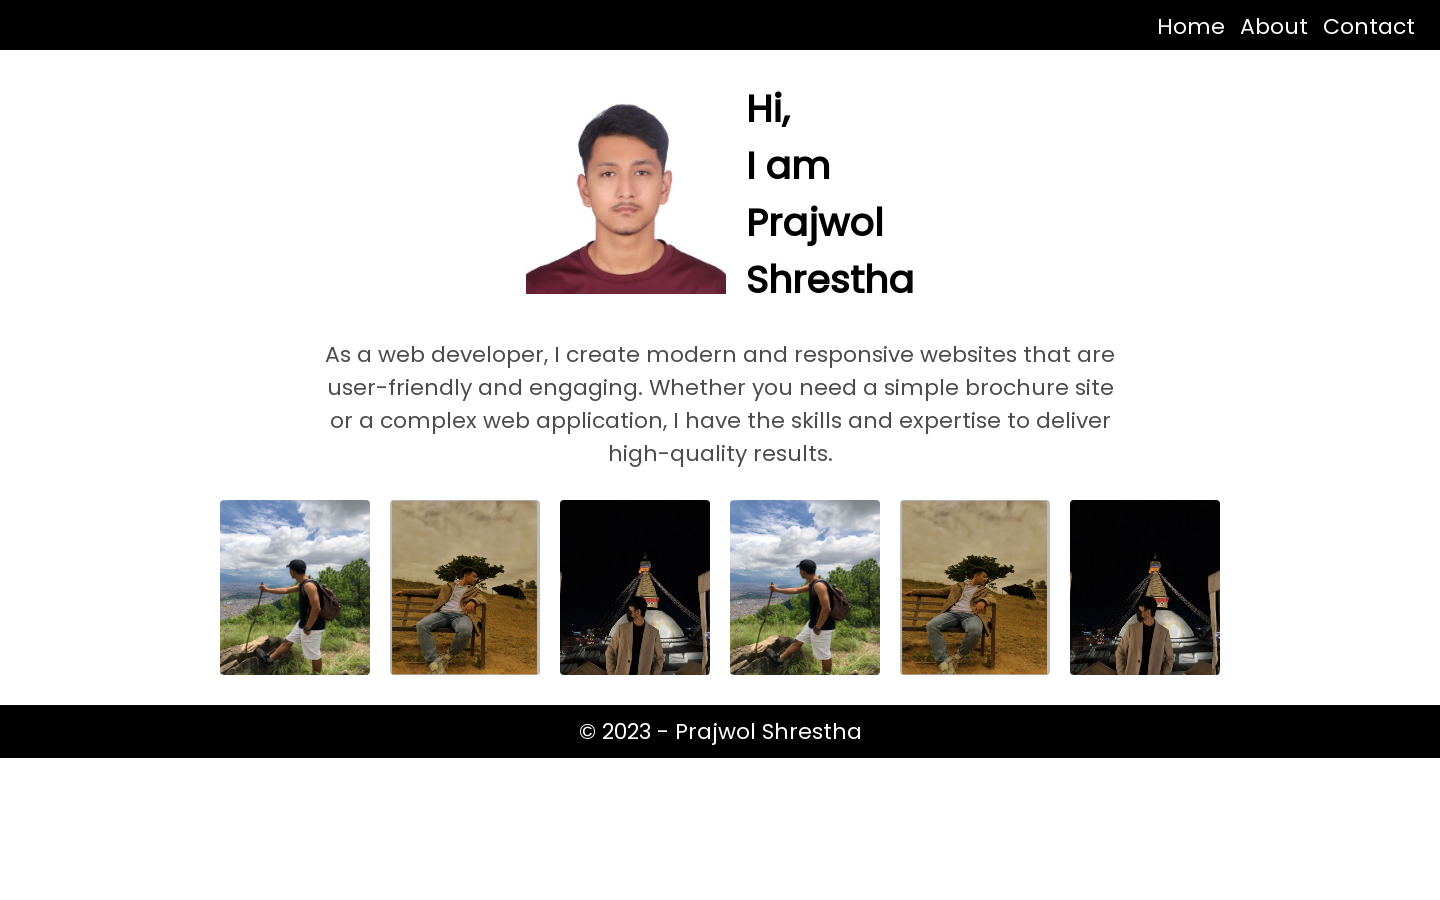 Home About Contact
Hi,
I am
Prajwol
Shrestha
As a web developer, I create modern and responsive websites that are
user-friendly and engaging. Whether you need a simple brochure site
or a complex web application, I have the skills and expertise to deliver
high-quality results.
© 2023 - Prajwol Shrestha